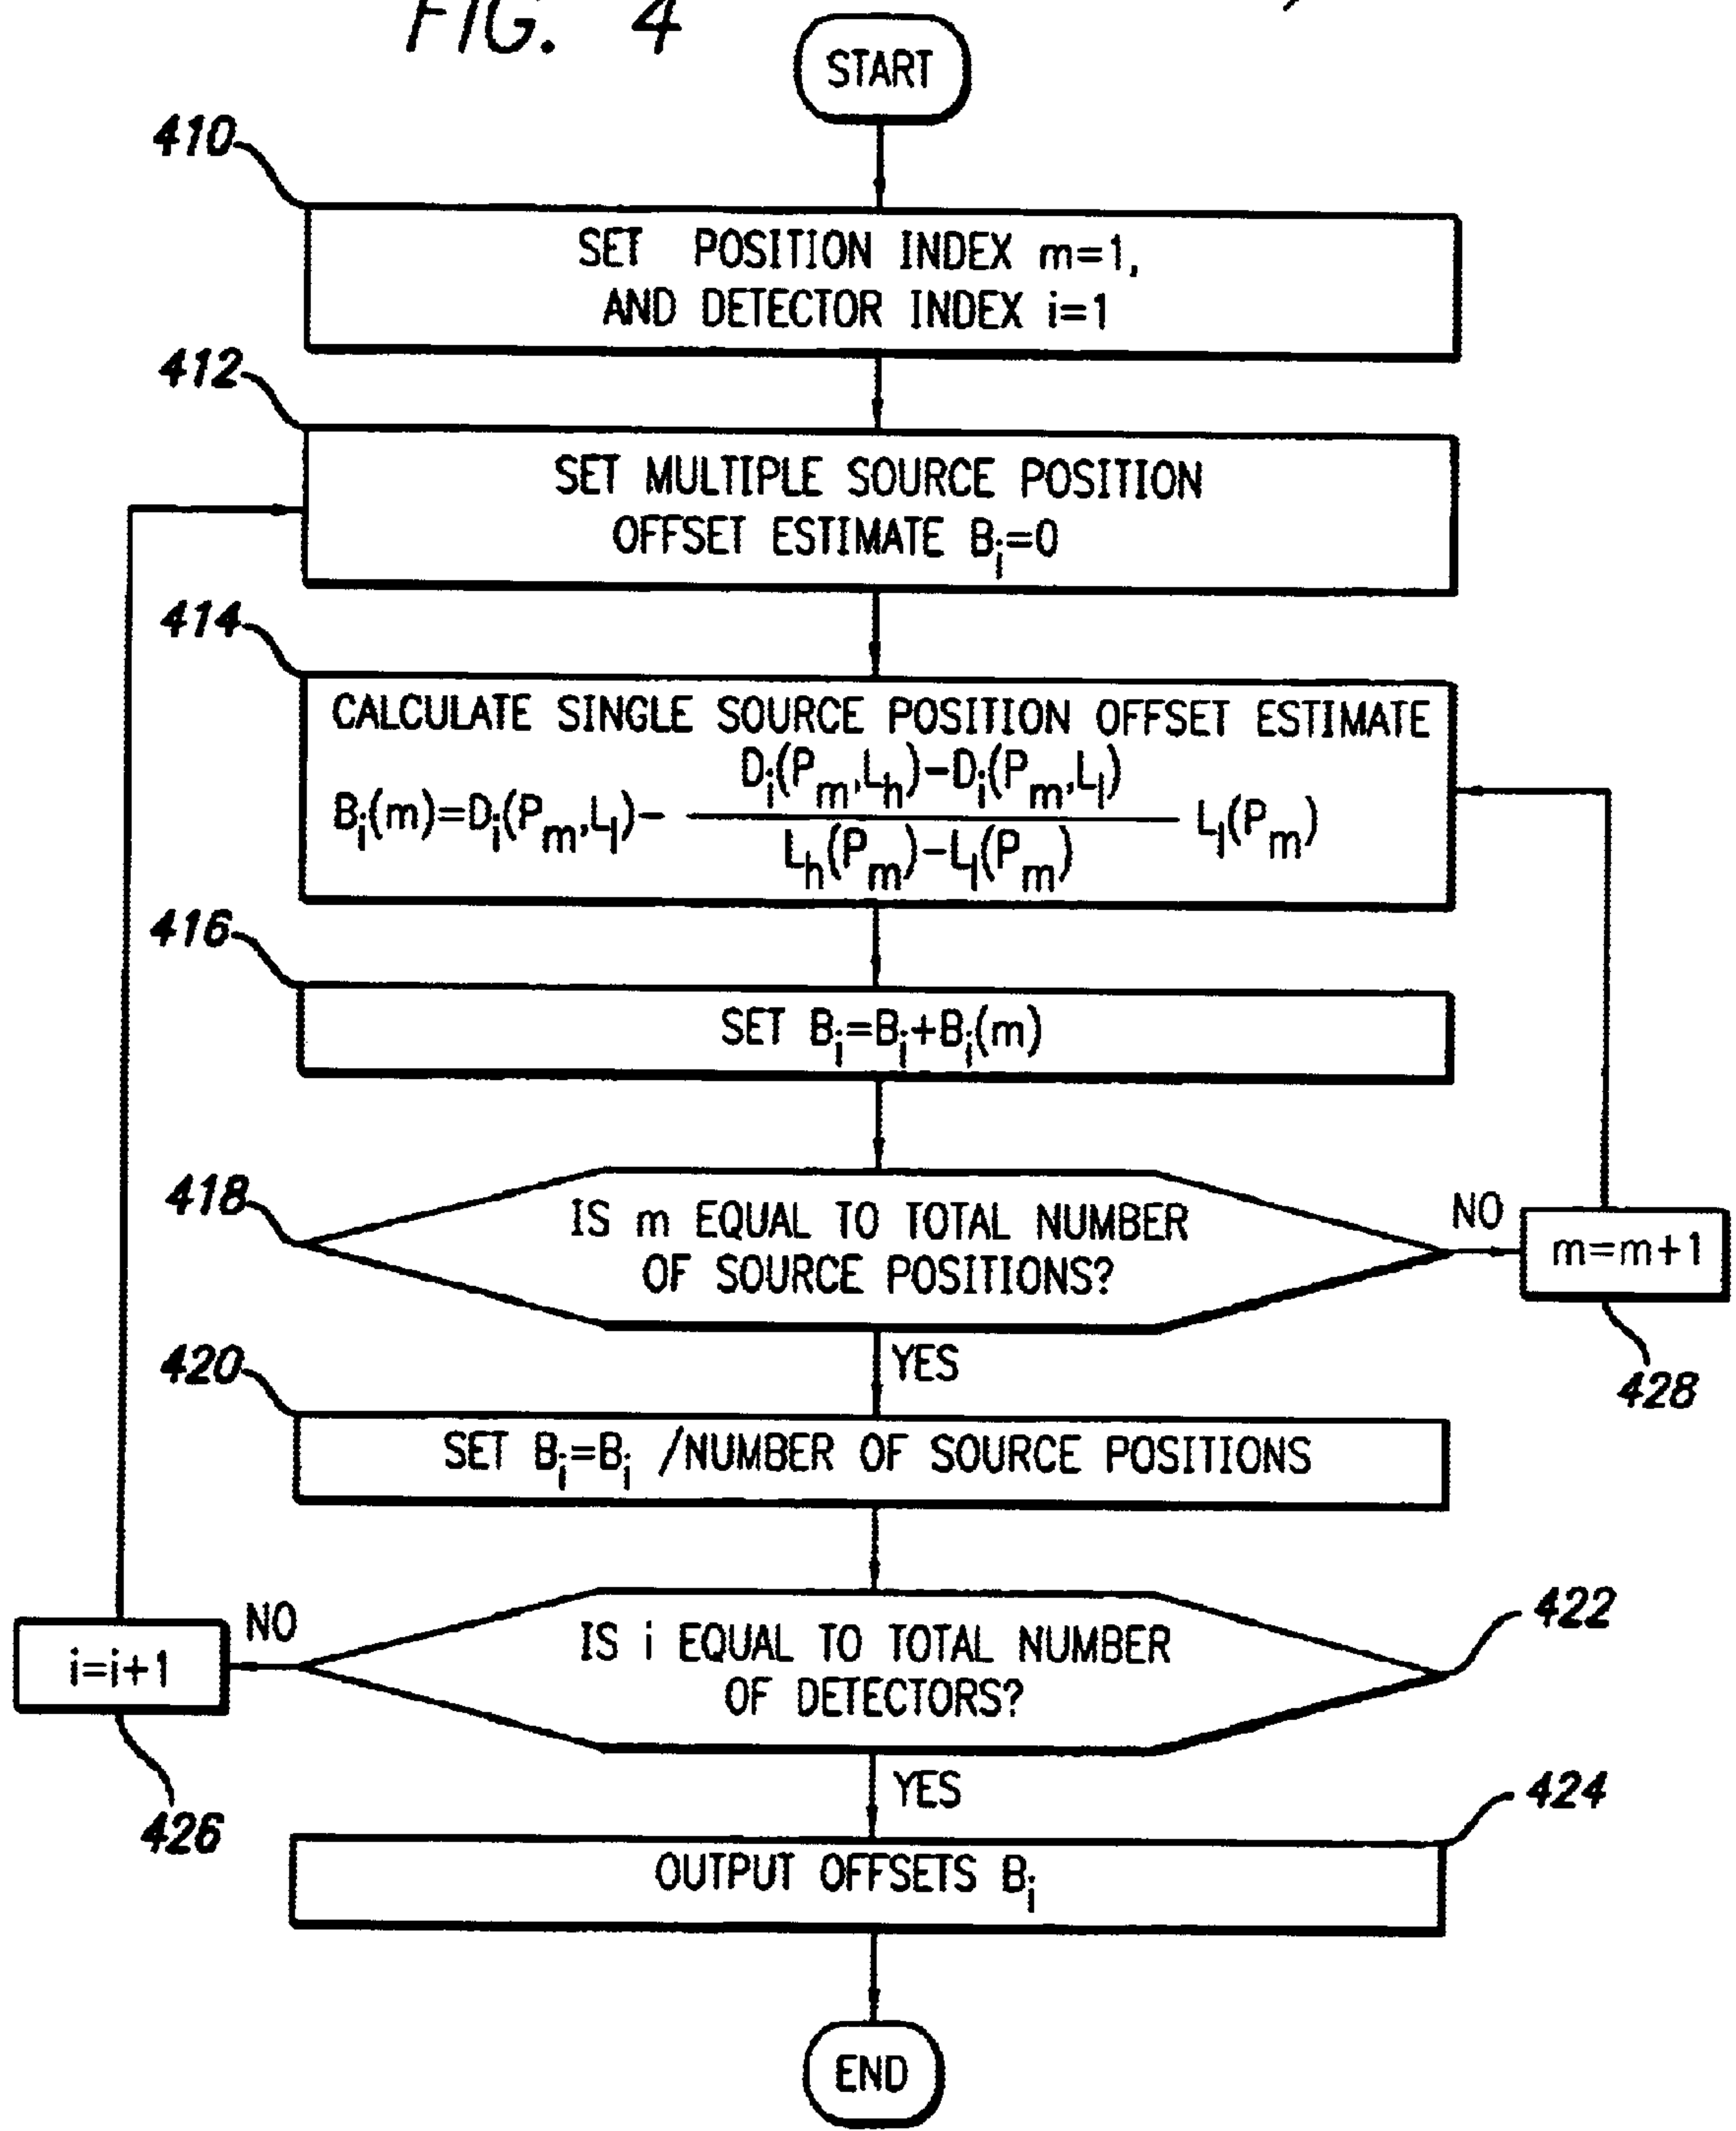 FIG. 4
START
410
SET POSITION INDEX m=1,
AND DETECTOR INDEX i=1
412
SET MULTIPLE SOURCE POSITION
OFFSET ESTIMATE Bi=0
414
CALCULATE SINGLE SOURCE POSITION OFFSET ESTIMATE
Di(Pm,Lh)-Di(Pm,Ll)
Bi(m)=Di(Pm,Ll)- Ll(Pm)
Lh(Pm)-Ll(Pm)
416
SET Bi=Bi+Bi(m)
418
IS m EQUAL TO TOTAL NUMBER
OF SOURCE POSITIONS?
NO
m=m+1
428
YES
420
SET Bi=Bi /NUMBER OF SOURCE POSITIONS
422
IS i EQUAL TO TOTAL NUMBER
OF DETECTORS?
NO
i=i+1
426
YES
424
OUTPUT OFFSETS Bi
END